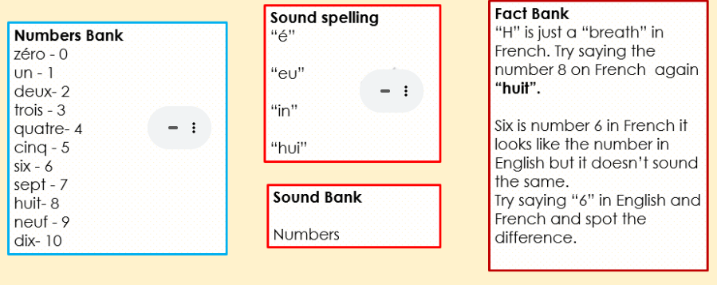 Numbers Bank
zéro - 0
un - 1
deux- 2
trois - 3
quatre- 4
cinq - 5
six - 6
sept - 7
huit- 8
neuf - 9
dix- 10
Sound spelling
“é”
“eu”
“in”
“hui”
Sound Bank
Numbers
Fact Bank
“H” is just a “breath” in
French. Try saying the
number 8 on French again
“huit”.
Six is number 6 in French it
looks like the number in
English but it doesn’t sound
the same.
Try saying “6” in English and
French and spot the
difference.